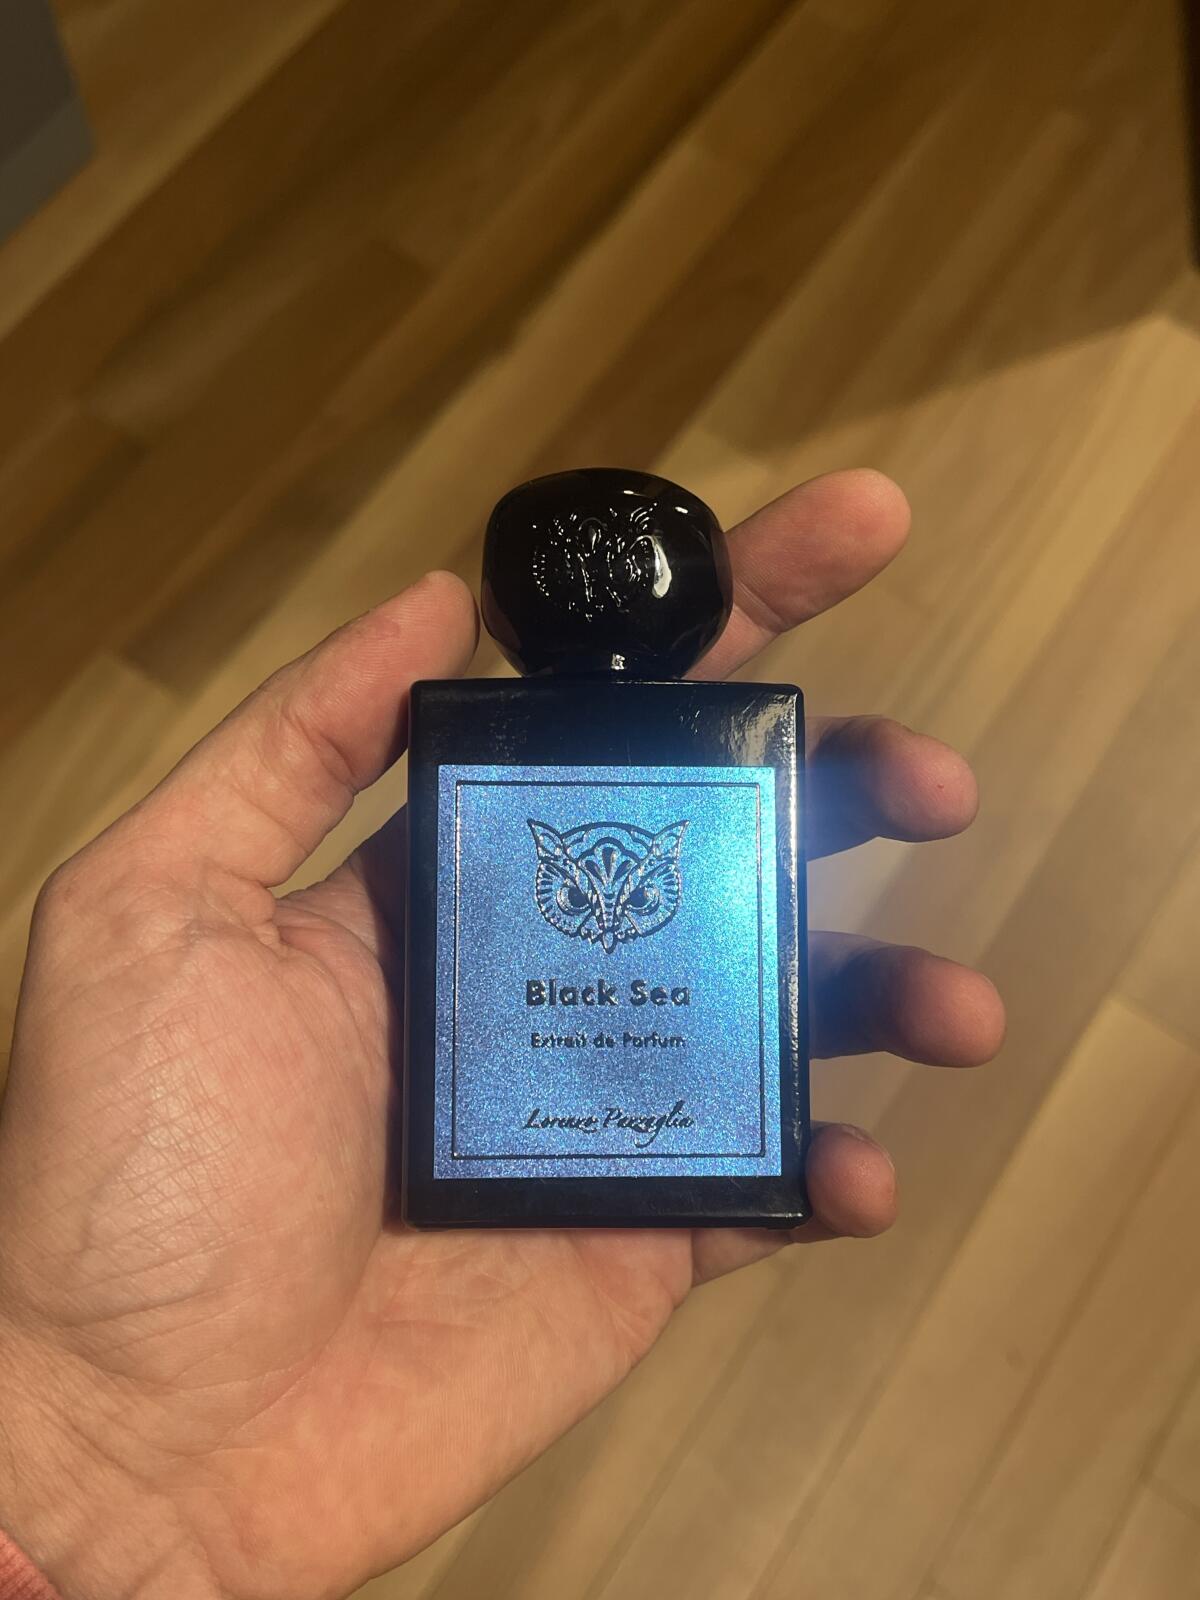 Black Sea
Extrait de Parfum
Lorenzo Pazzaglia